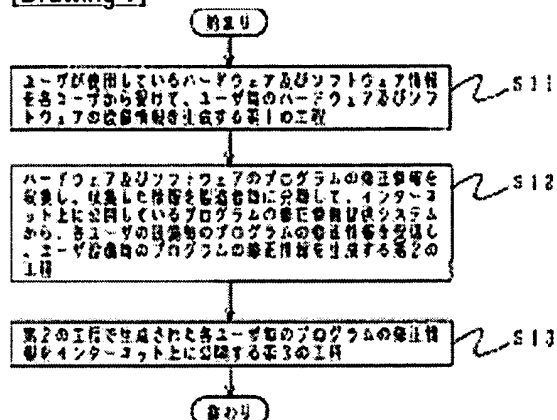 [Drawing 1]
始まり
ユーザが使用しているハードウェア及びソフトウェア情報
を各ユーザから受けて、ユーザ毎のハードウェア及びソフ
トウェアの設備情報を生成する第1の工程
S11
ハードウェア及びソフトウェアのプログラムの修正情報を
収集し、収集した情報を製造者毎に分類して、インターネ
ット上に公開しているプログラムの修正情報提供システム
から、各ユーザの設備毎のプログラムの修正情報を受信し
、ユーザ設備毎のプログラムの修正情報を生成する第2の
工程
S12
第2の工程で生成された各ユーザ毎のプログラムの修正情
報をインターネット上に公開する第3の工程
S13
終わり